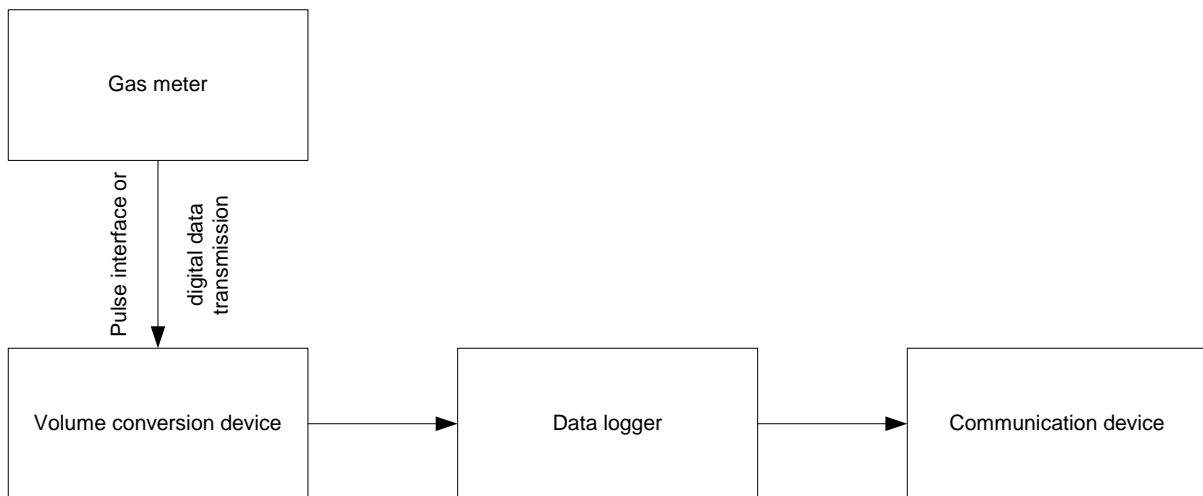 Gas meter
Pulse interface or
digital data
transmission
Volume conversion device
Data logger
Communication device